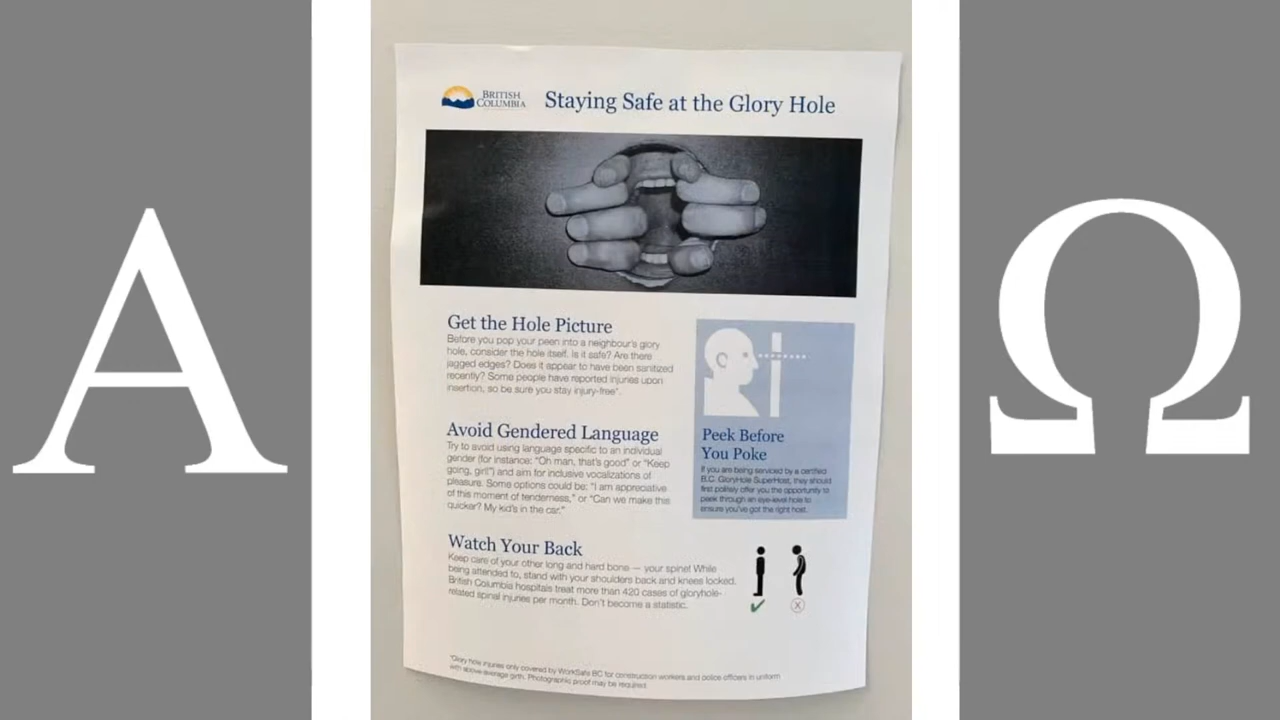 Α
BRITISH
COLUMBIA
Staying Safe at the Glory Hole
Get the Hole Picture
Before you pop your peen into a neighbour's glory
hole, consider the hole itself. Is it safe? Are there
jagged edges? Does it appear to have been sanitized
recently? Some people have reported injuries upon
insertion, so be sure you stay injury-free*.
Avoid Gendered Language
Try to avoid using language specific to an individual
gender (for instance: "Oh man, that's good" or "Keep
going, girl!") and aim for inclusive vocalizations of
pleasure. Some options could be: "I am appreciative
of this moment of tenderness," or "Can we make this
quicker? My kid's in the car."
Peek Before
You Poke
If you are being serviced by a certified
B.C. GloryHole SuperHost, they should
first politely offer you the opportunity to
peek through an eye-level hole to
ensure you've got the right host.
Watch Your Back
Keep care of your other long and hard bone — your spine! While
being attended to, stand with your shoulders back and knees locked.
British Columbia hospitals treat more than 420 cases of gloryhole-
related spinal injuries per month. Don't become a statistic.
*Glory hole injuries only covered by WorkSafe BC for construction workers and police officers in uniform
with above-average girth. Photographic proof may be required.
Ω